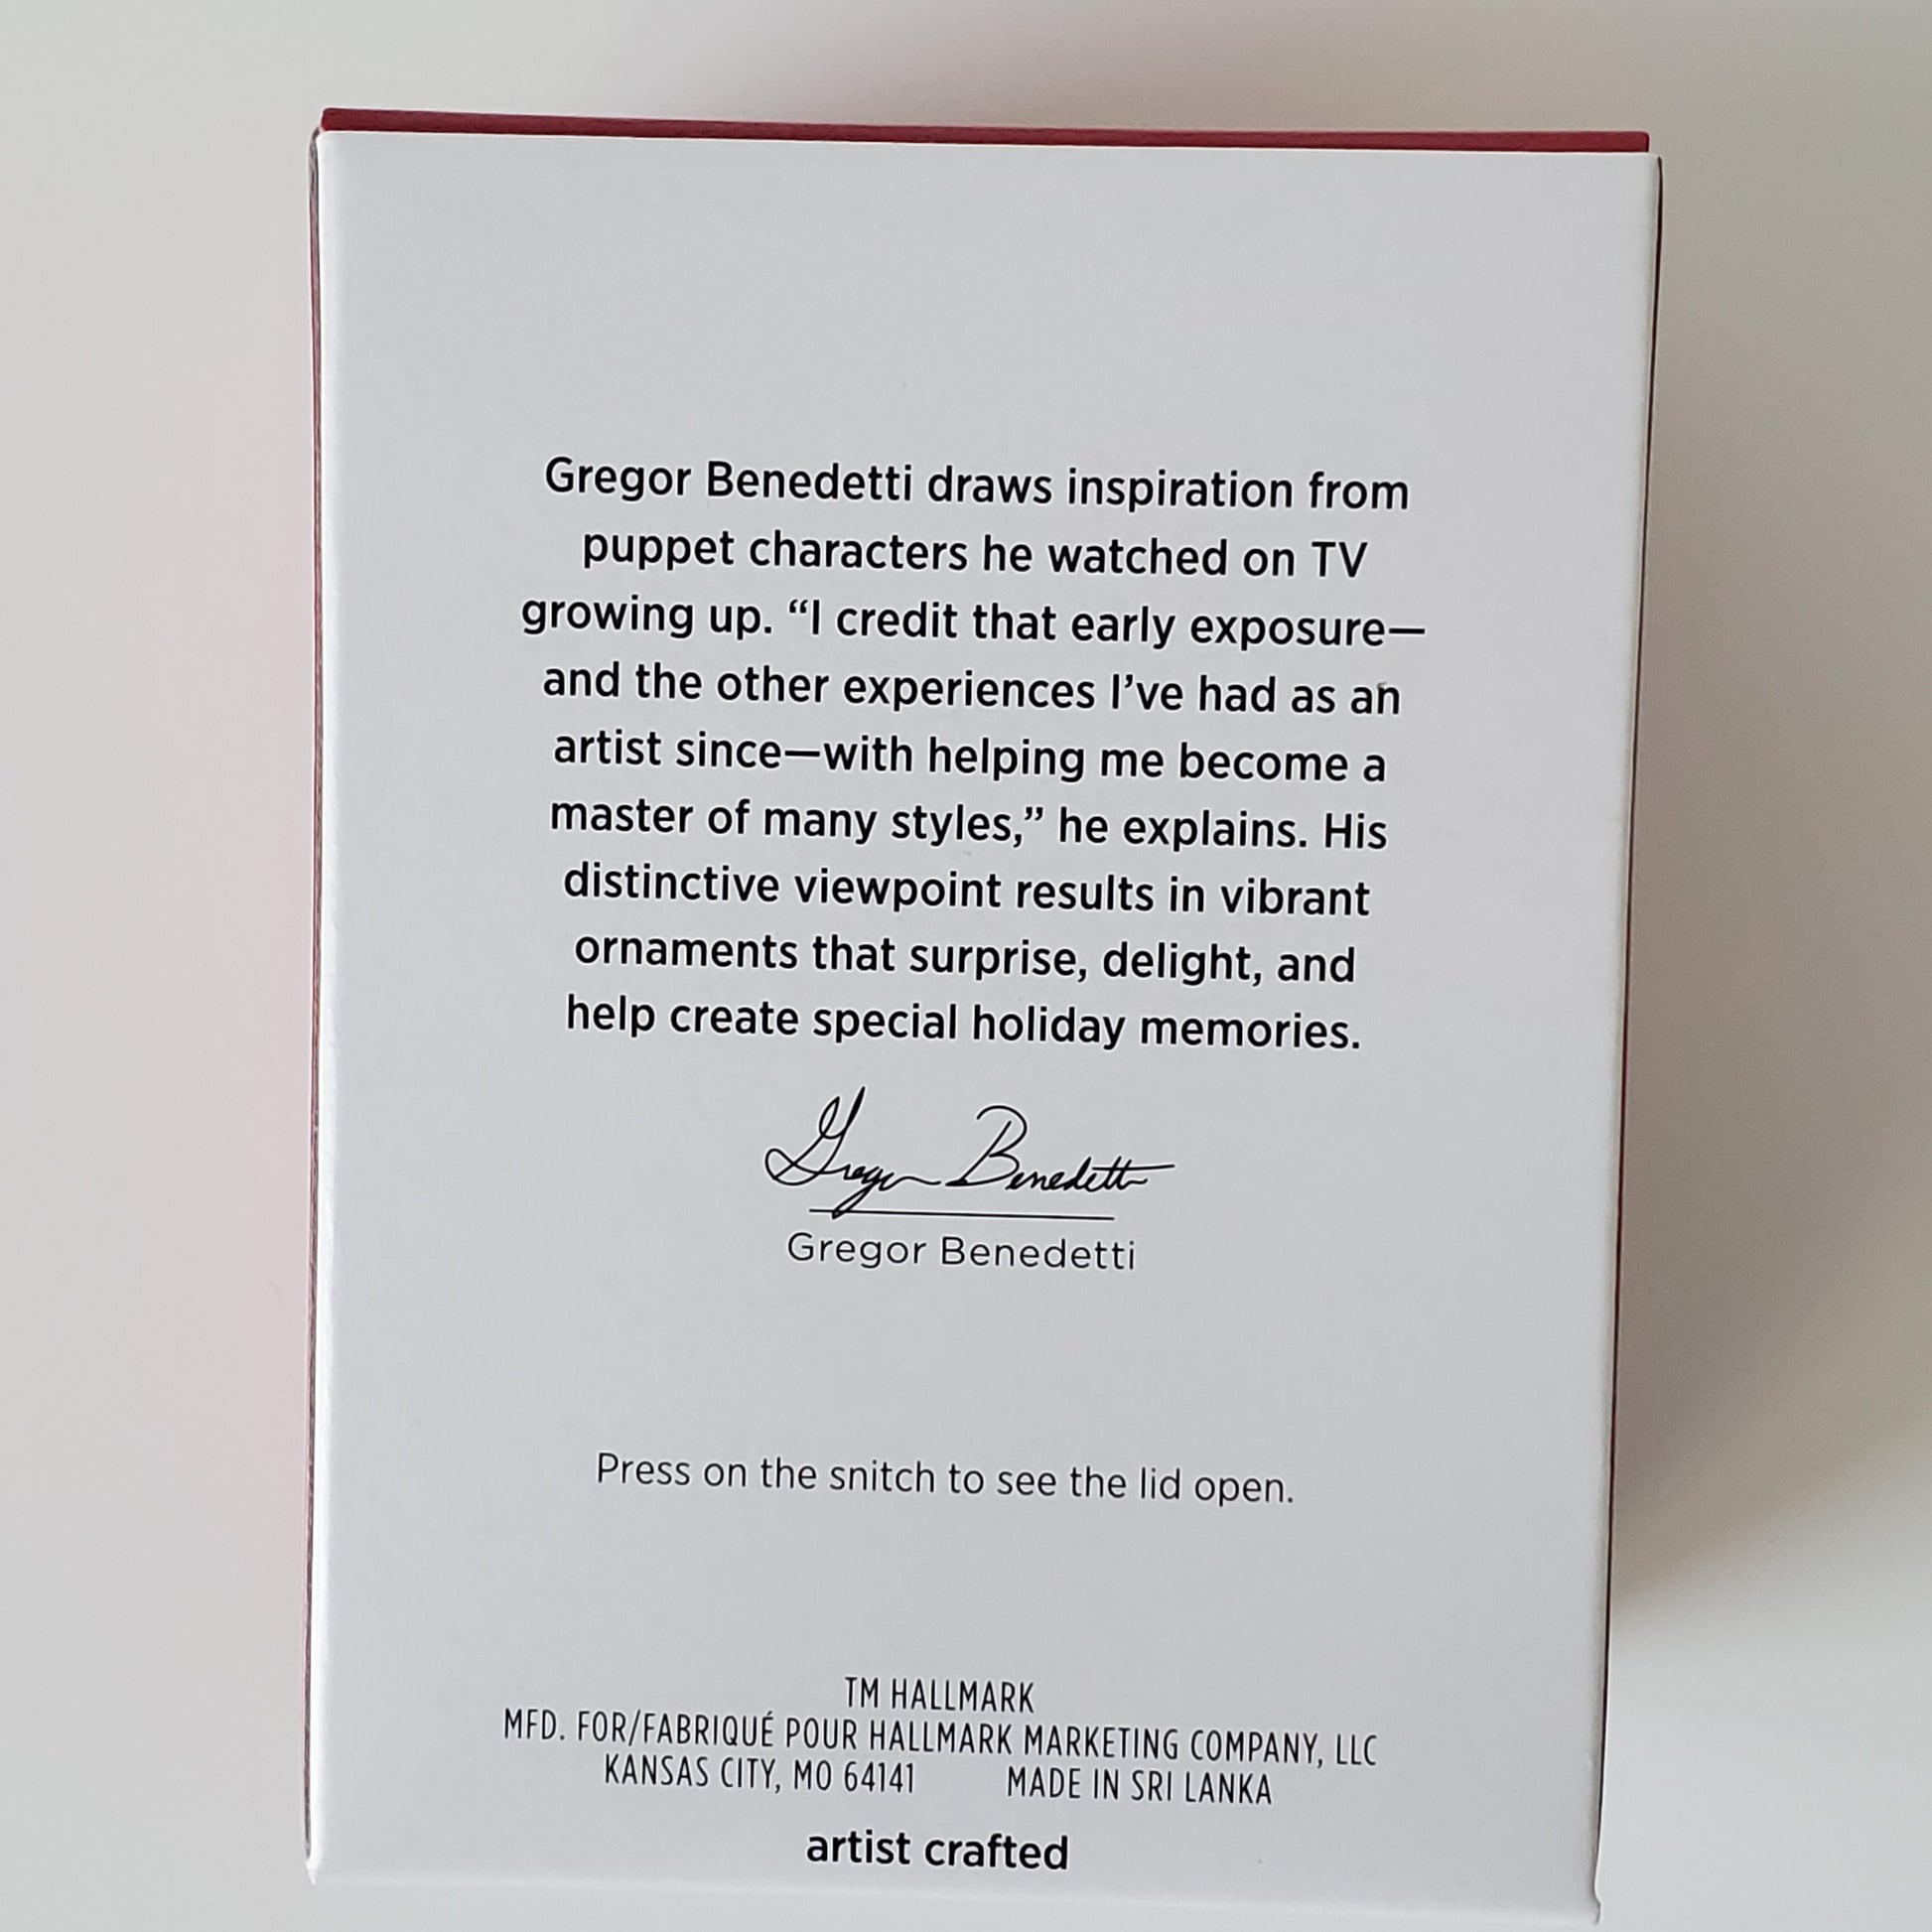 Gregor Benedetti draws inspiration from
puppet characters he watched on TV
growing up. “I credit that early exposure—
and the other experiences I’ve had as an
artist since—with helping me become a
master of many styles,” he explains. His
distinctive viewpoint results in vibrant
ornaments that surprise, delight, and
help create special holiday memories.
Gregor Benedetti
Gregor Benedetti
Press on the snitch to see the lid open.
TM HALLMARK
MFD. FOR/FABRIQUÉ POUR HALLMARK MARKETING COMPANY, LLC
KANSAS CITY, MO 64141 MADE IN SRI LANKA
artist crafted